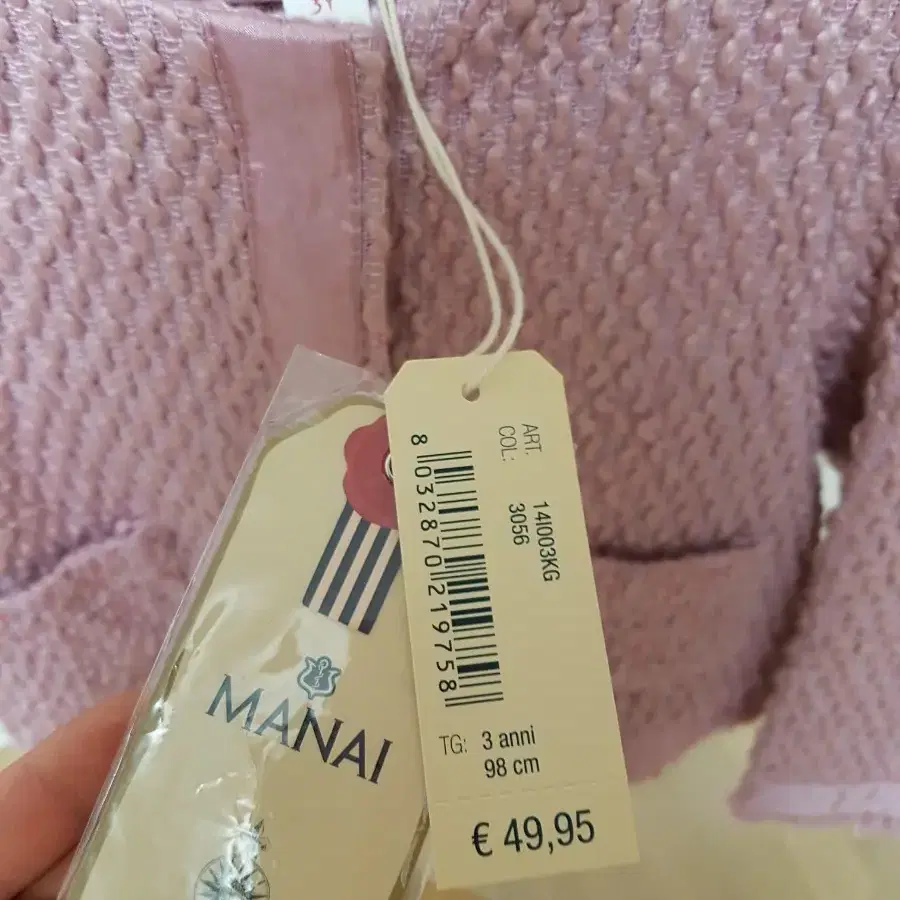 MANAI
ART. 14I003KG
COL: 3056
8 032870 219758
TG: 3 anni
98 cm
€ 49,95